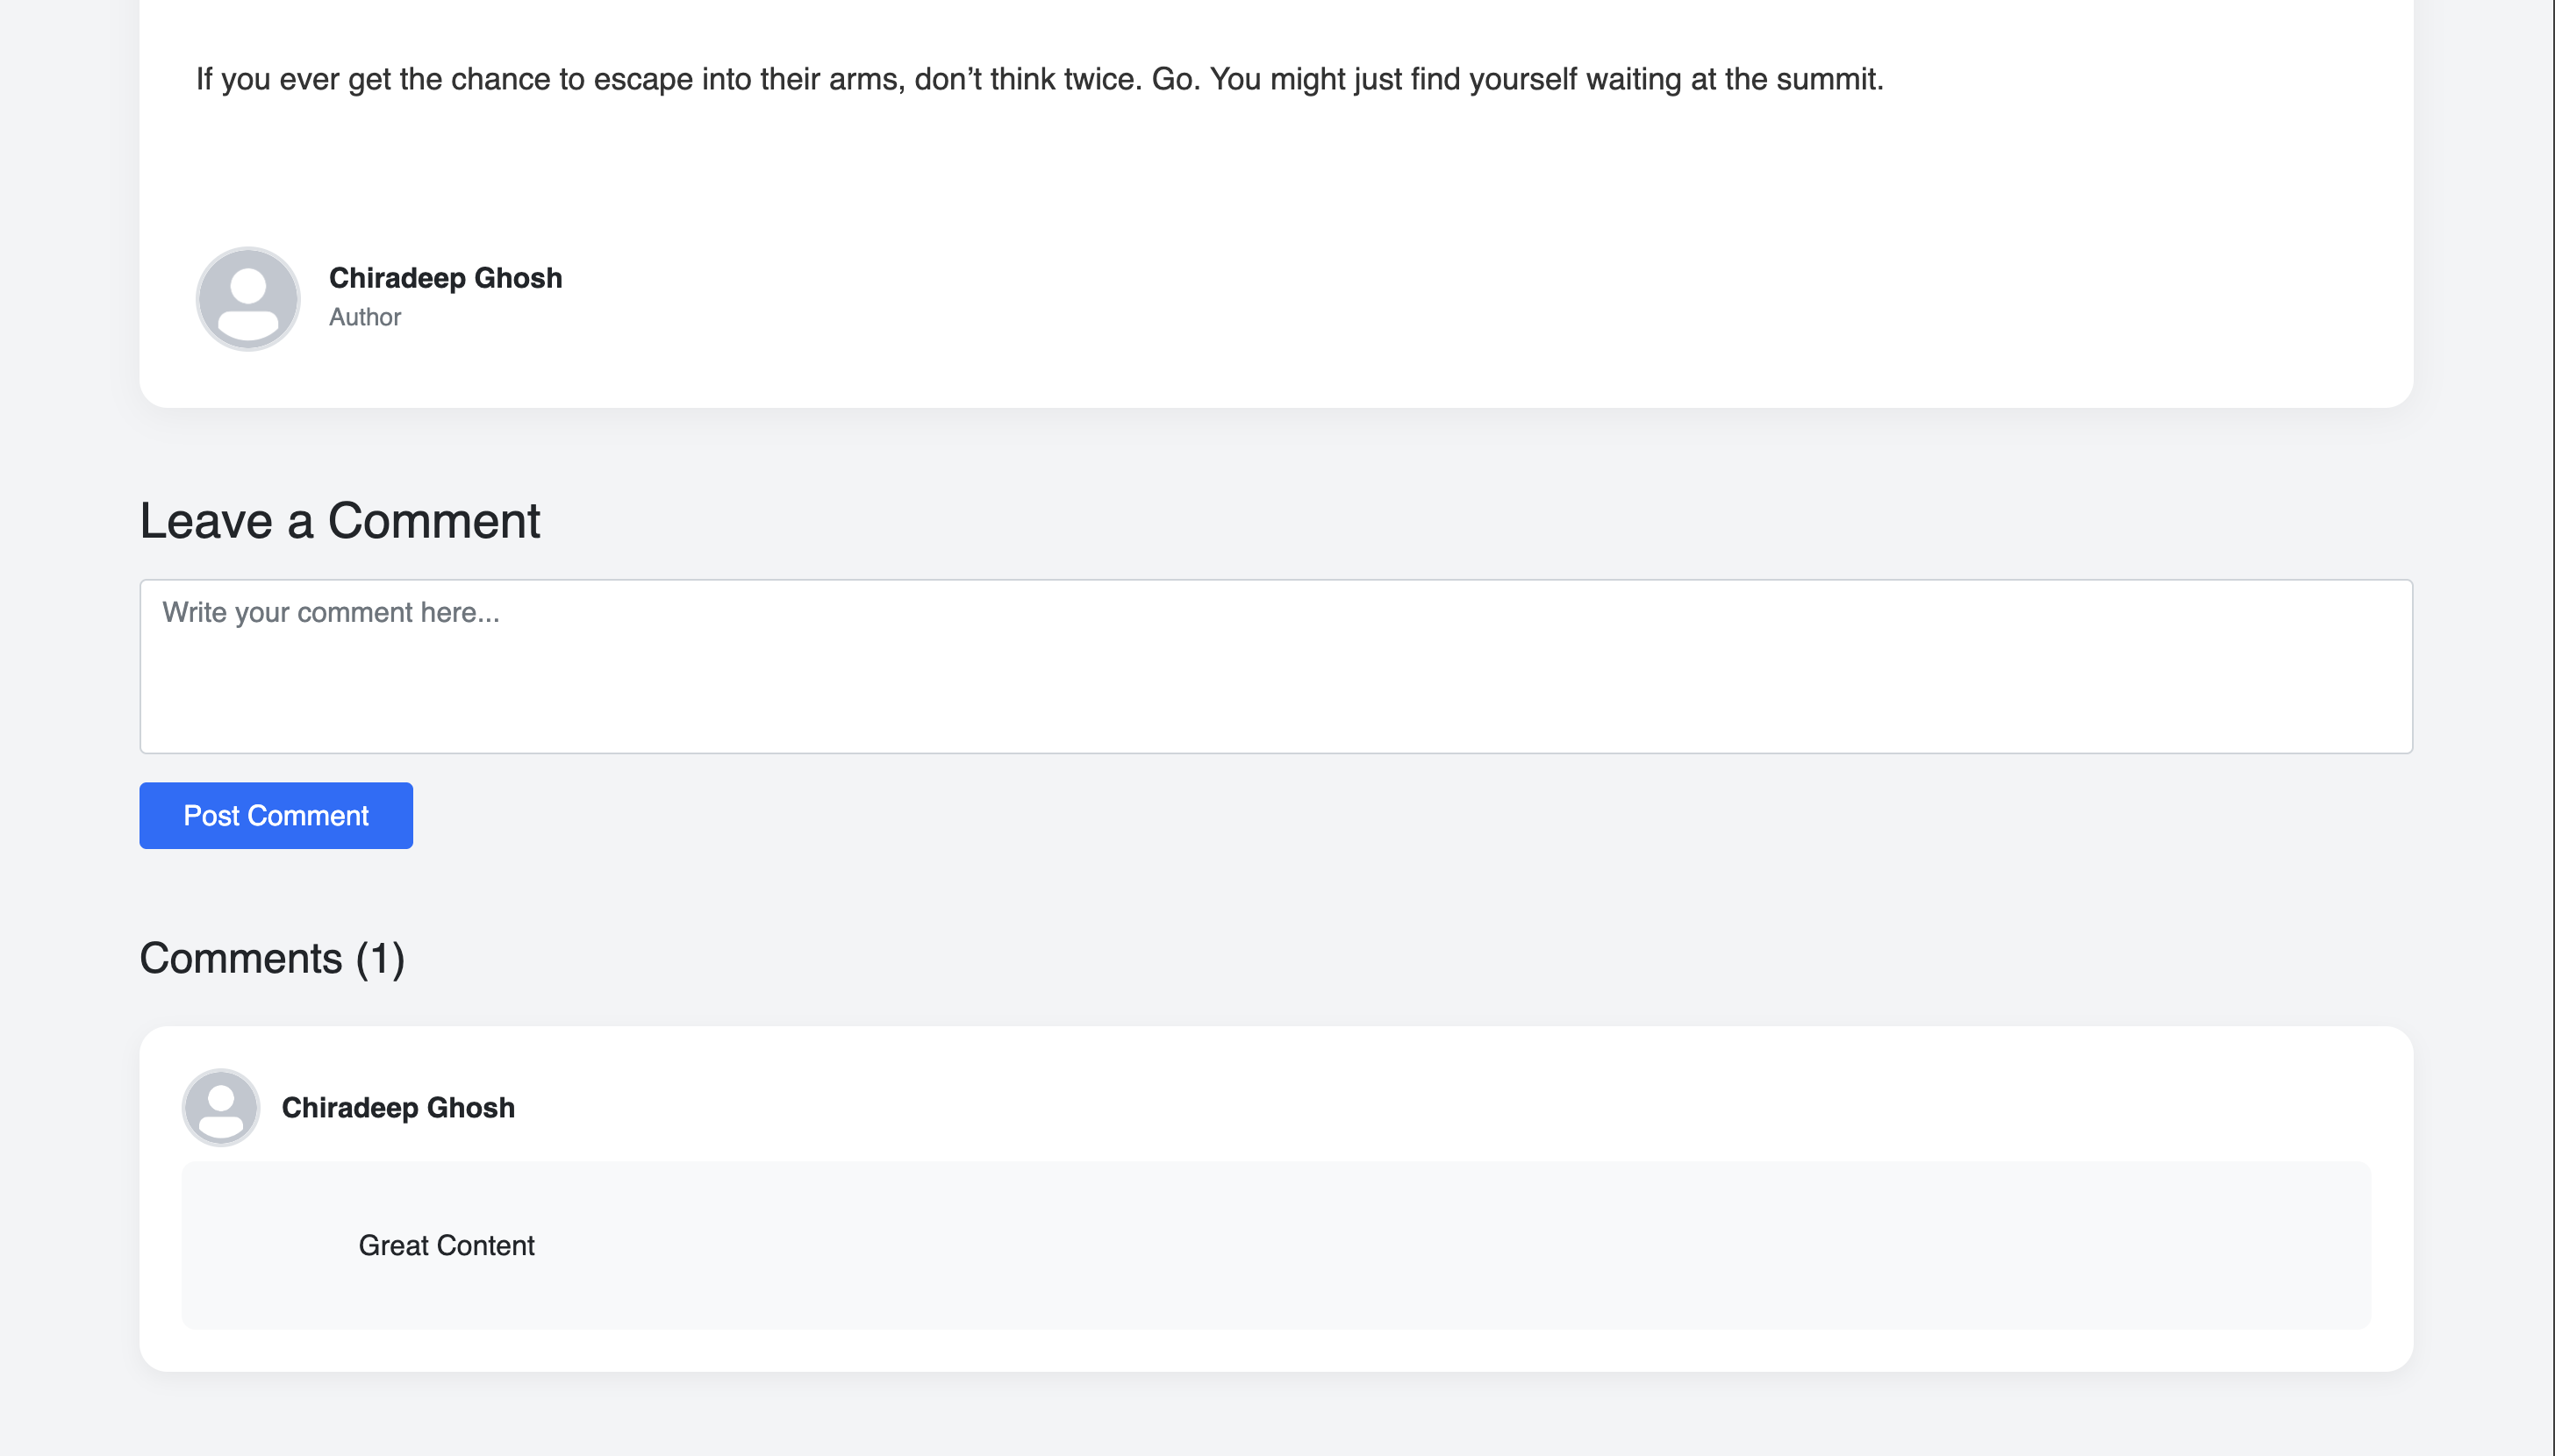 If you ever get the chance to escape into their arms, don’t think twice. Go. You might just find yourself waiting at the summit.
Chiradeep Ghosh
Author
Leave a Comment
Write your comment here...
Post Comment
Comments (1)
Chiradeep Ghosh
Great Content